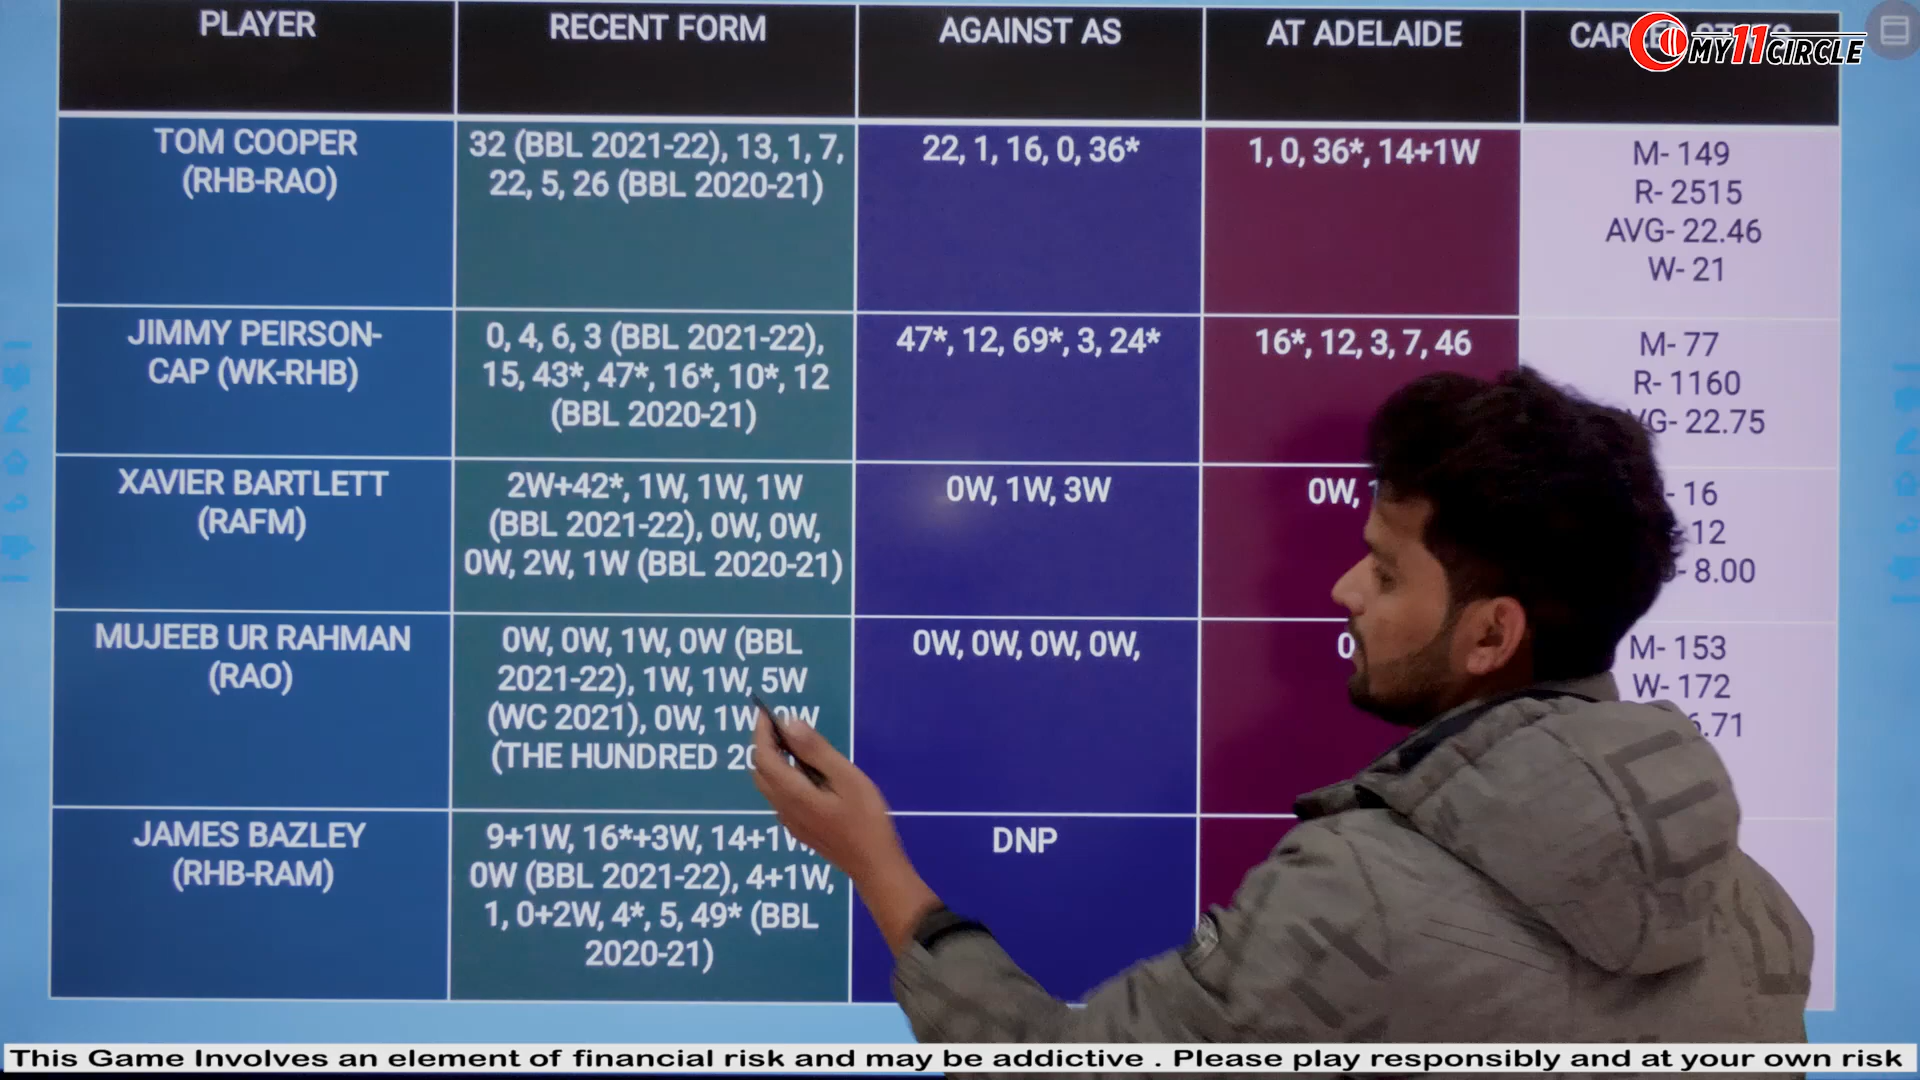 PLAYER
RECENT FORM
AGAINST AS
AT ADELAIDE
MY11CIRCLE
TOM COOPER
(RHB-RAO)
32 (BBL 2021-22), 13, 1, 7,
22, 5, 26 (BBL 2020-21)
22, 1, 16, 0, 36*
1, 0, 36*, 14+1W
M- 149
R- 2515
AVG- 22.46
W- 21
JIMMY PEIRSON-
CAP (WK-RHB)
0, 4, 6, 3 (BBL 2021-22),
15, 43*, 47*, 16*, 10*, 12
(BBL 2020-21)
47*, 12, 69*, 3, 24*
16*, 12, 3, 7, 46
M- 77
R- 1160
22.75
XAVIER BARTLETT
(RAFM)
2W+42*, 1W, 1W, 1W
(BBL 2021-22), 0W, 0W,
0W, 2W, 1W (BBL 2020-21)
0W, 1W, 3W
0W,
16
12
8.00
MUJEEB UR RAHMAN
(RAO)
0W, 0W, 1W, 0W (BBL
2021-22), 1W, 1W, 5W
(WC 2021), 0W, 1W, 0W
(THE HUNDRED
0W, 0W, 0W, 0W,
M- 153
W- 172
JAMES BAZLEY
(RHB-RAM)
9+1W, 16*+3W, 14+1W,
0W (BBL 2021-22), 4+1W,
1, 0+2W, 4*, 5, 49* (BBL
2020-21)
DNP
This Game Involves an element of financial risk and may be addictive . Please play responsibly and at your own risk